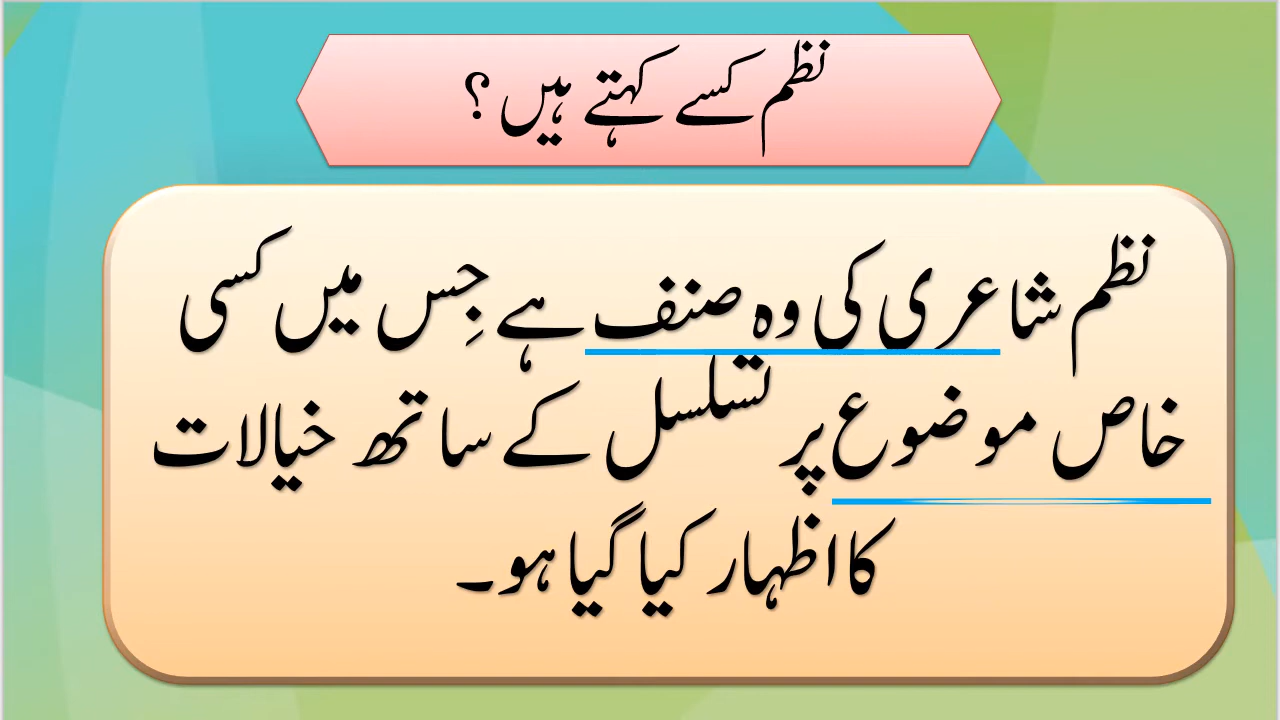 نظم کسے کہتے ہیں ؟
نظم شاعری کی وہ صنف ہے جِس میں کسی
خاص موضوع پر تسلسل کے ساتھ خیالات
کا اظہار کیا گیا ہو۔